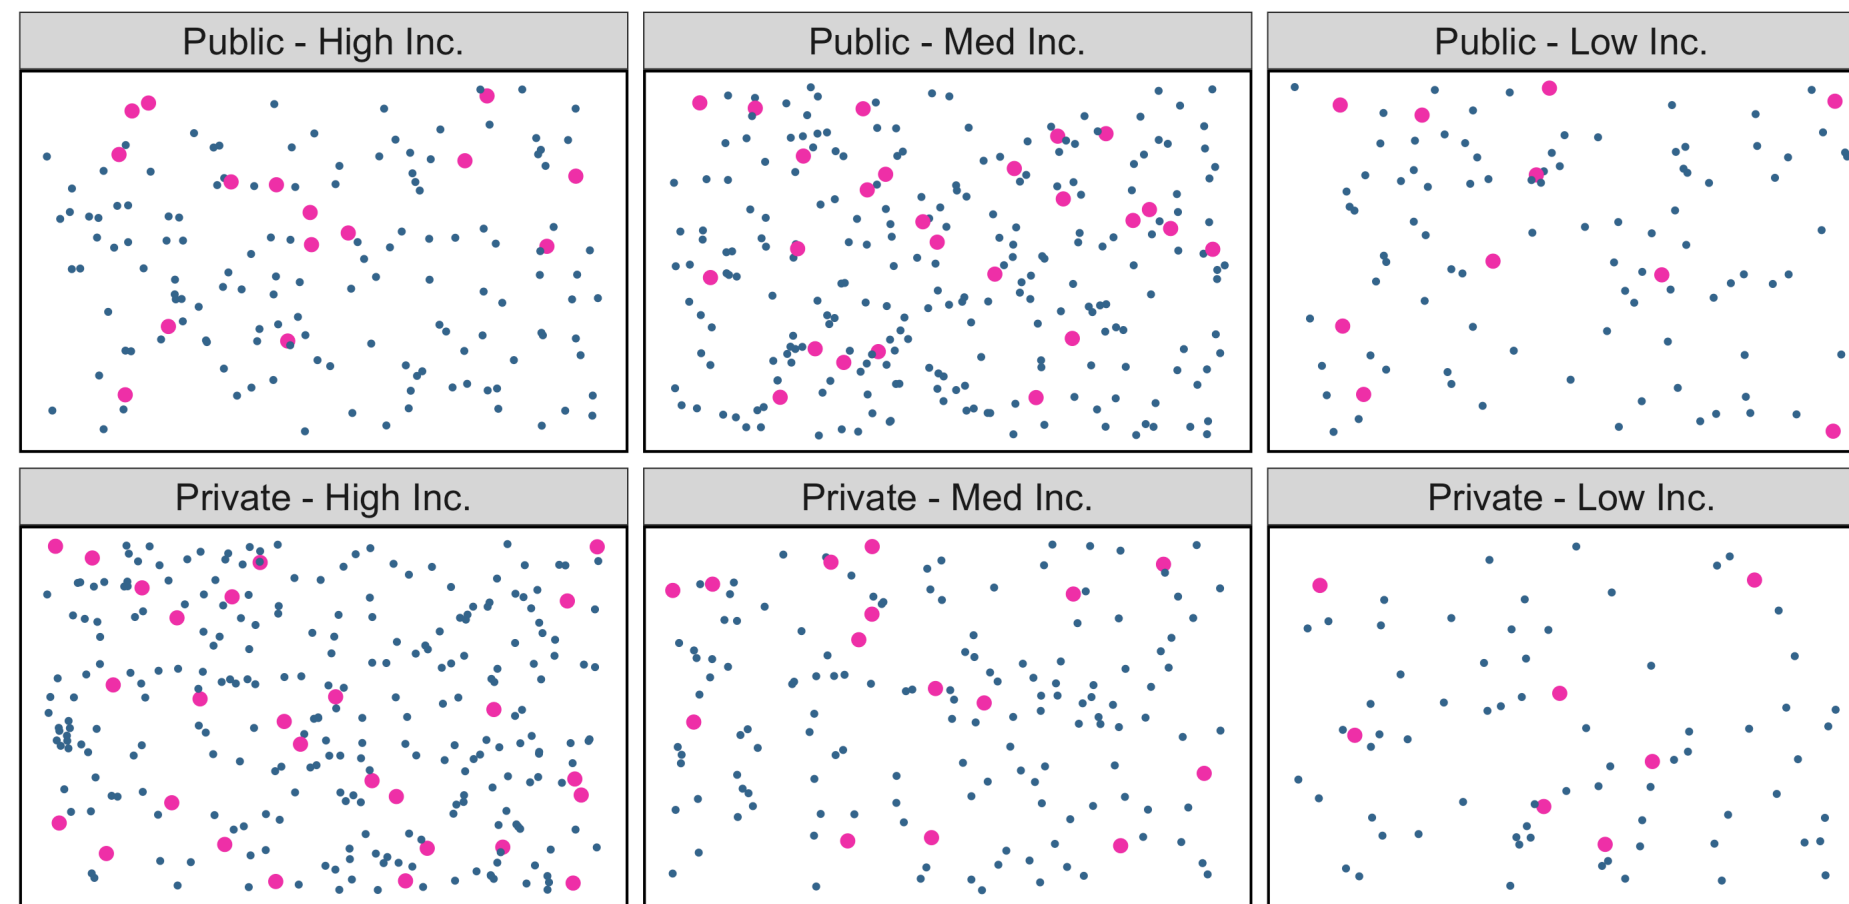 Public - High Inc.
Public - Med Inc.
Public - Low Inc.
Private - High Inc.
Private - Med Inc.
Private - Low Inc.